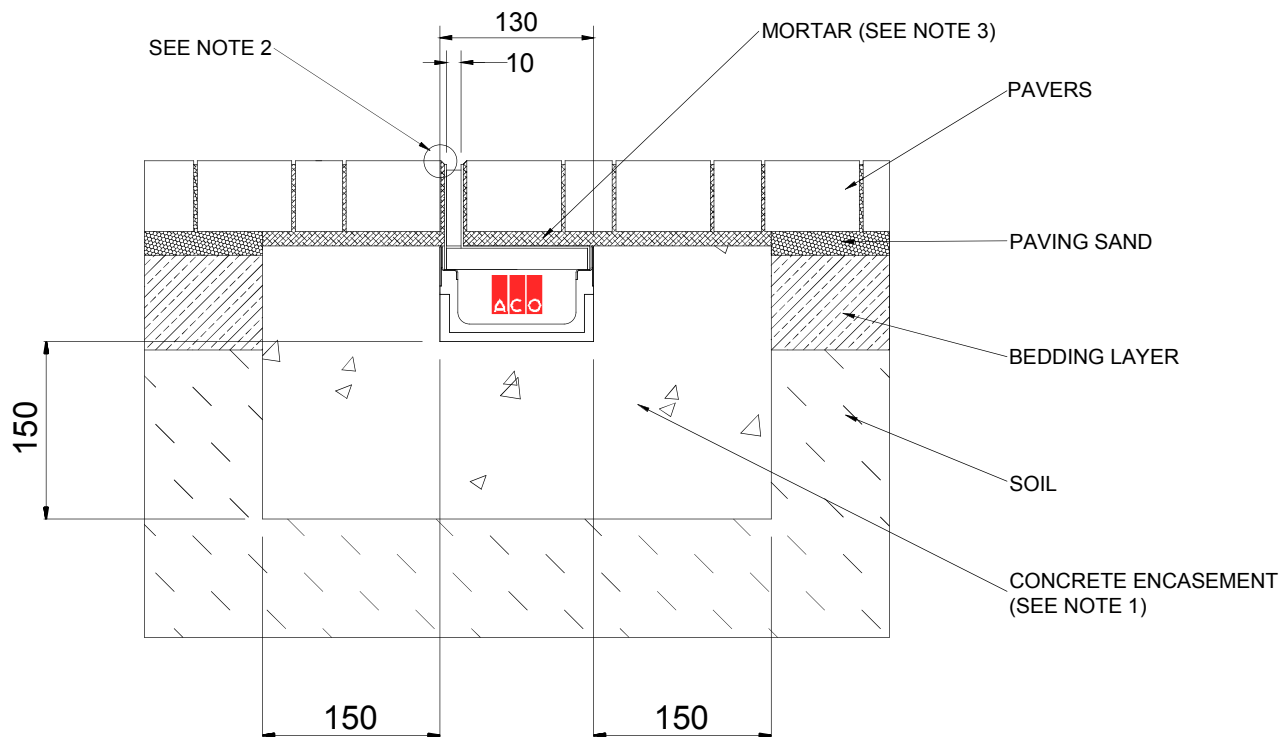 130
SEE NOTE 2
10
MORTAR (SEE NOTE 3)
PAVERS
PAVING SAND
ACO
BEDDING LAYER
150
SOIL
CONCRETE ENCASEMENT
(SEE NOTE 1)
150
150